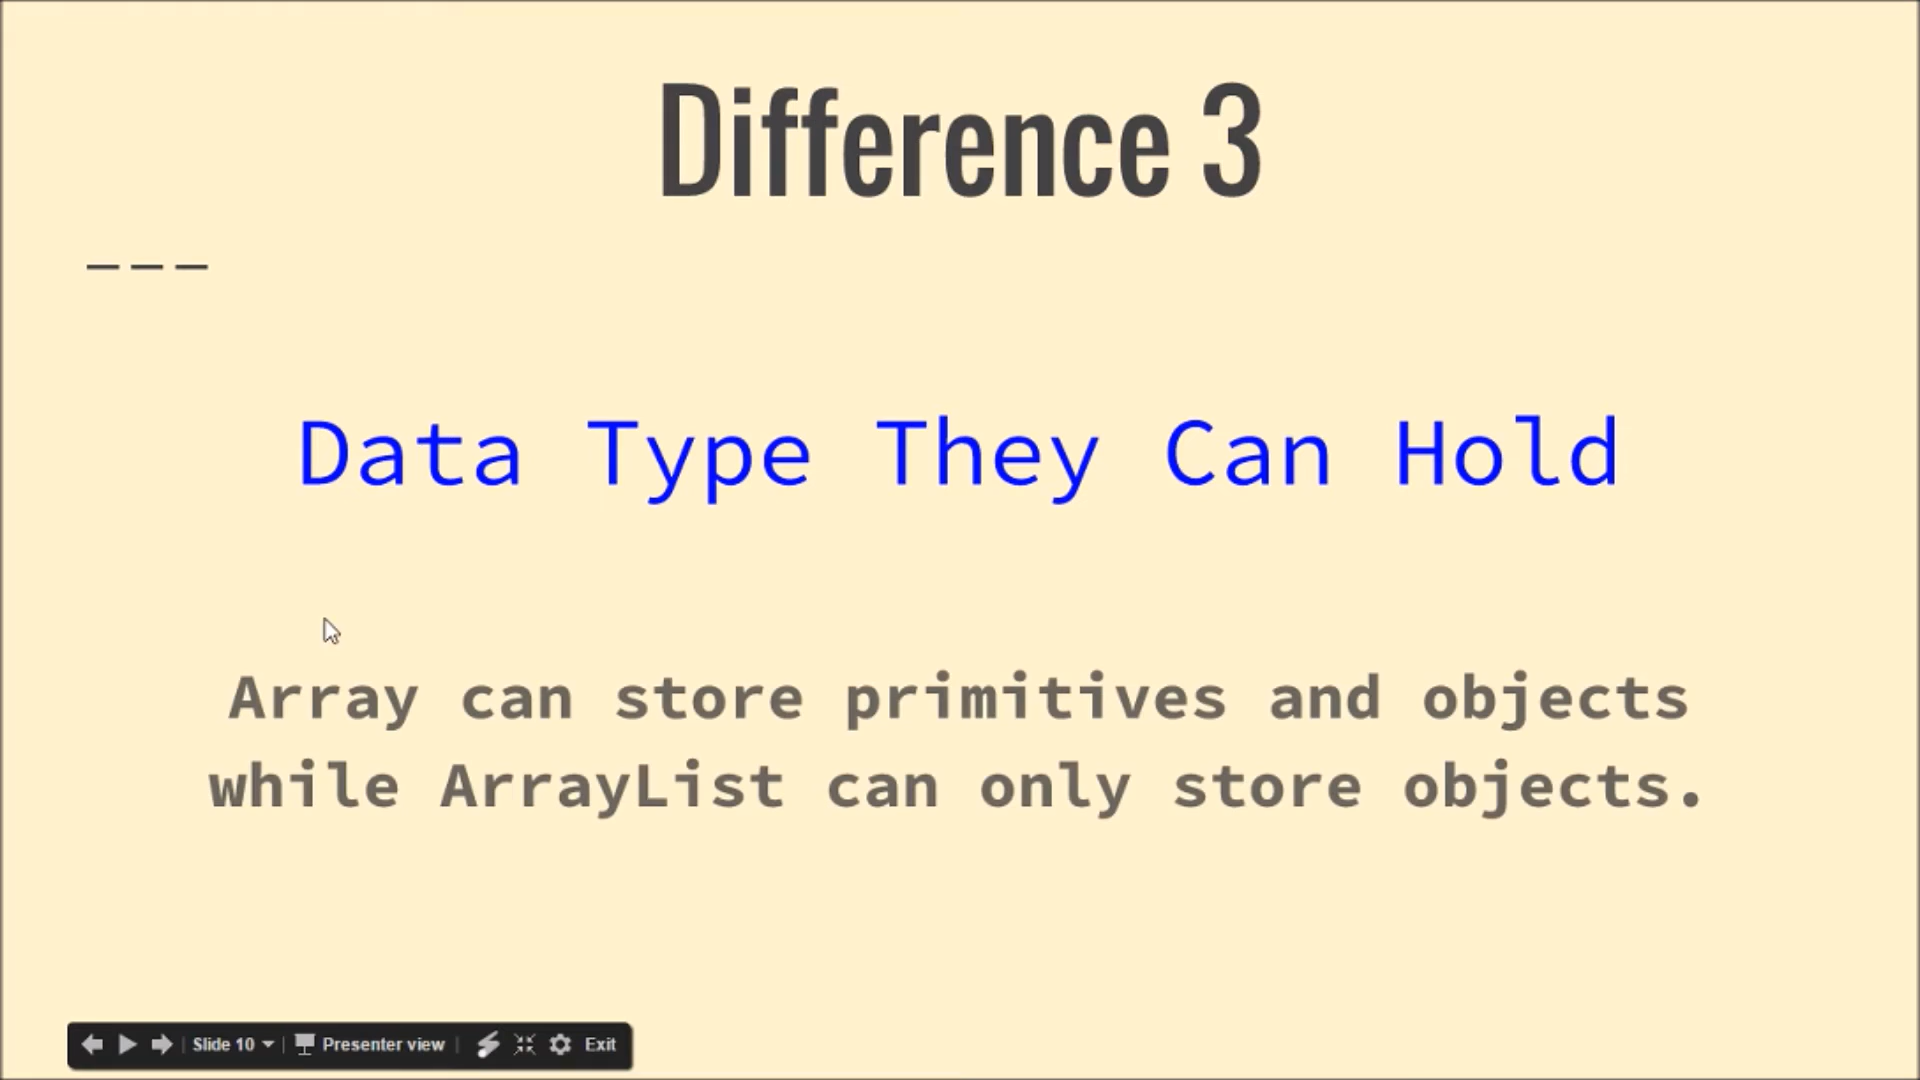 Difference 3
———
Data Type They Can Hold
Array can store primitives and objects
while ArrayList can only store objects.
Slide 10 Presenter view Exit